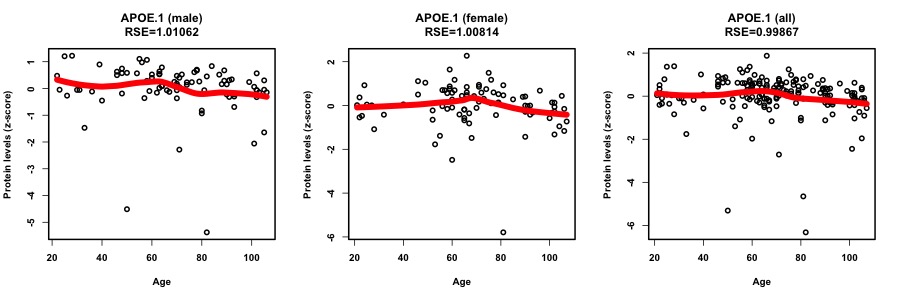 APOE.1 (male)
RSE=1.01062
Protein levels (z-score)
1
0
-1
-2
-3
-4
-5
20 40 60 80 100
Age
APOE.1 (female)
RSE=1.00814
Protein levels (z-score)
2
0
-2
-4
-6
20 40 60 80 100
Age
APOE.1 (all)
RSE=0.99867
Protein levels (z-score)
2
0
-2
-4
-6
20 40 60 80 100
Age